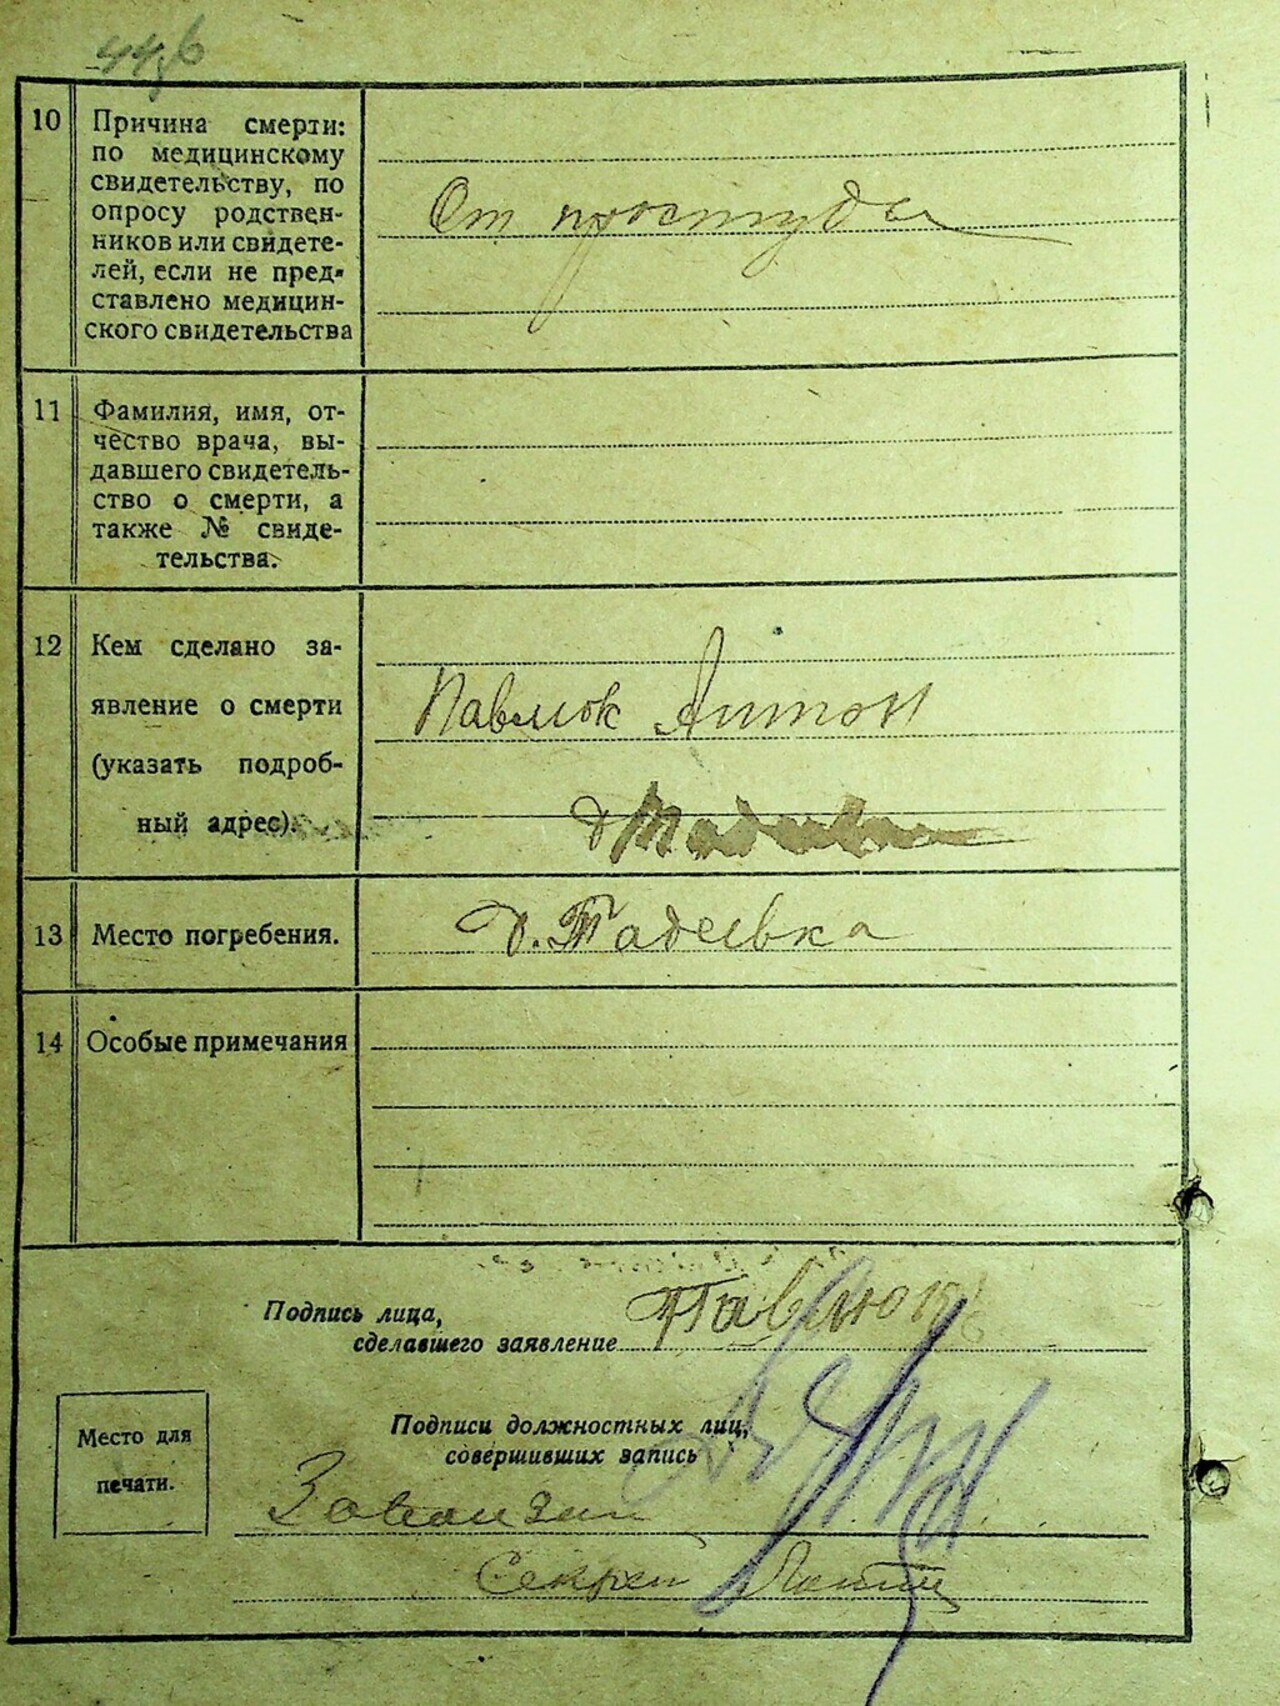 10 Причина смерти:
по медицинскому
свидетельству, по
опросу родствен-
ников или свидете-
лей, если не пред-
ставлено медицин-
ского свидетельства
От простуды
11 Фамилия, имя, от-
чество врача, вы-
давшего свидетель-
ство о смерти, а
также № свиде-
тельства.
12 Кем сделано за-
явление о смерти
(указать подроб-
ный адрес).
Павлюк Антон
д
13 Место погребения.
д. Тадеевка
14 Особые примечания
Подпись лица,
сделавшего заявление
Павлюк
Подписи должностных лиц,
совершивших запись
Место для
печати.
Секрет